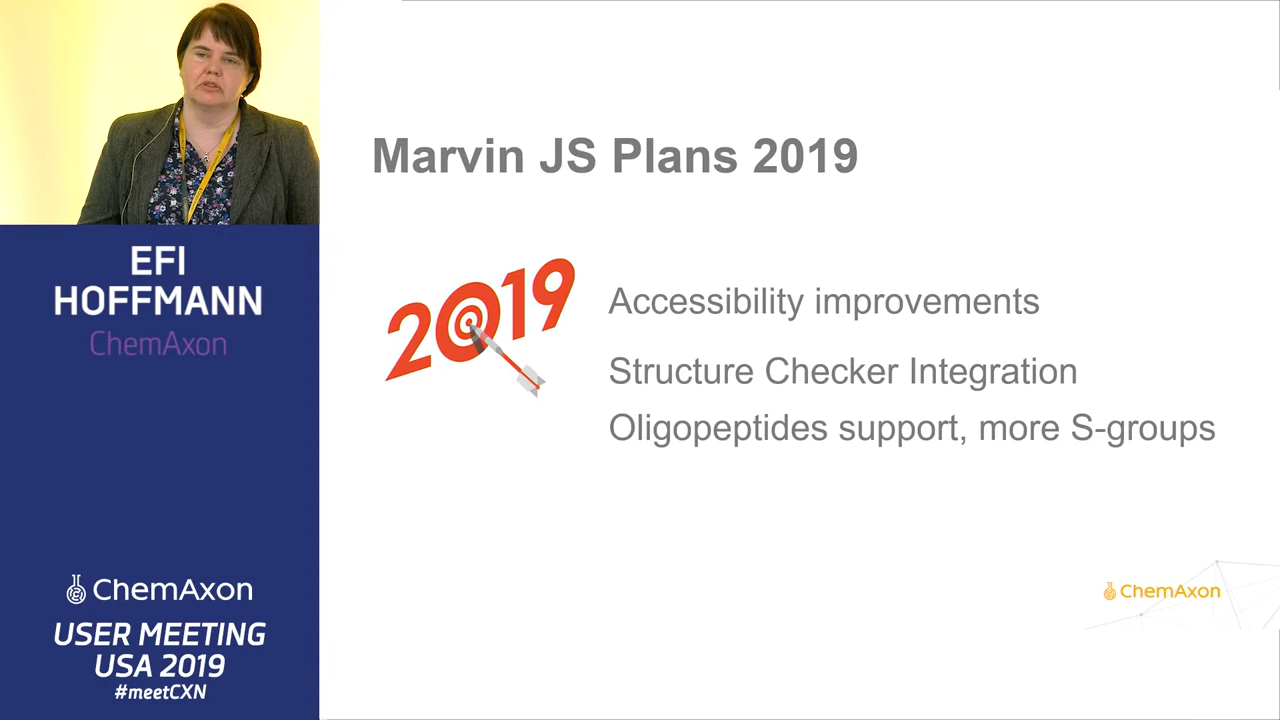 EFI
HOFFMANN
ChemAxon
ChemAxon
USER MEETING
USA 2019
#meetCXN
Marvin JS Plans 2019
2019
Accessibility improvements
Structure Checker Integration
Oligopeptides support, more S-groups
ChemAxon